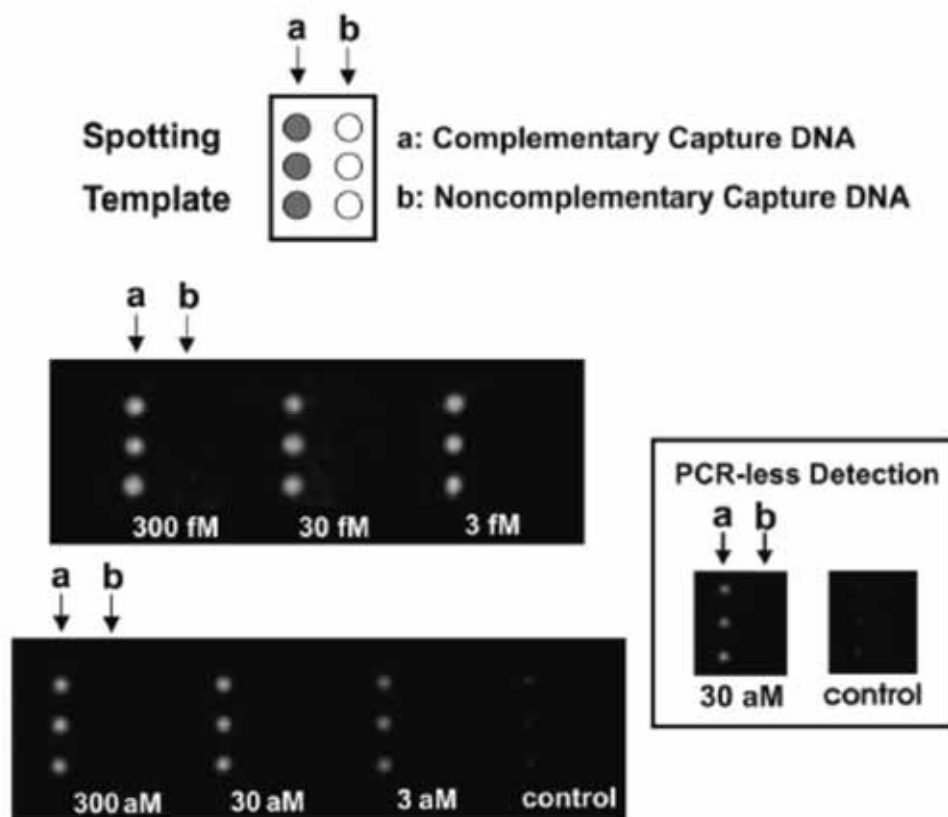 a b
Spotting
Template
a: Complementary Capture DNA
b: Noncomplementary Capture DNA
a b
300 fM 30 fM 3 fM
a b
300 aM 30 aM 3 aM control
PCR-less Detection
a b
30 aM control